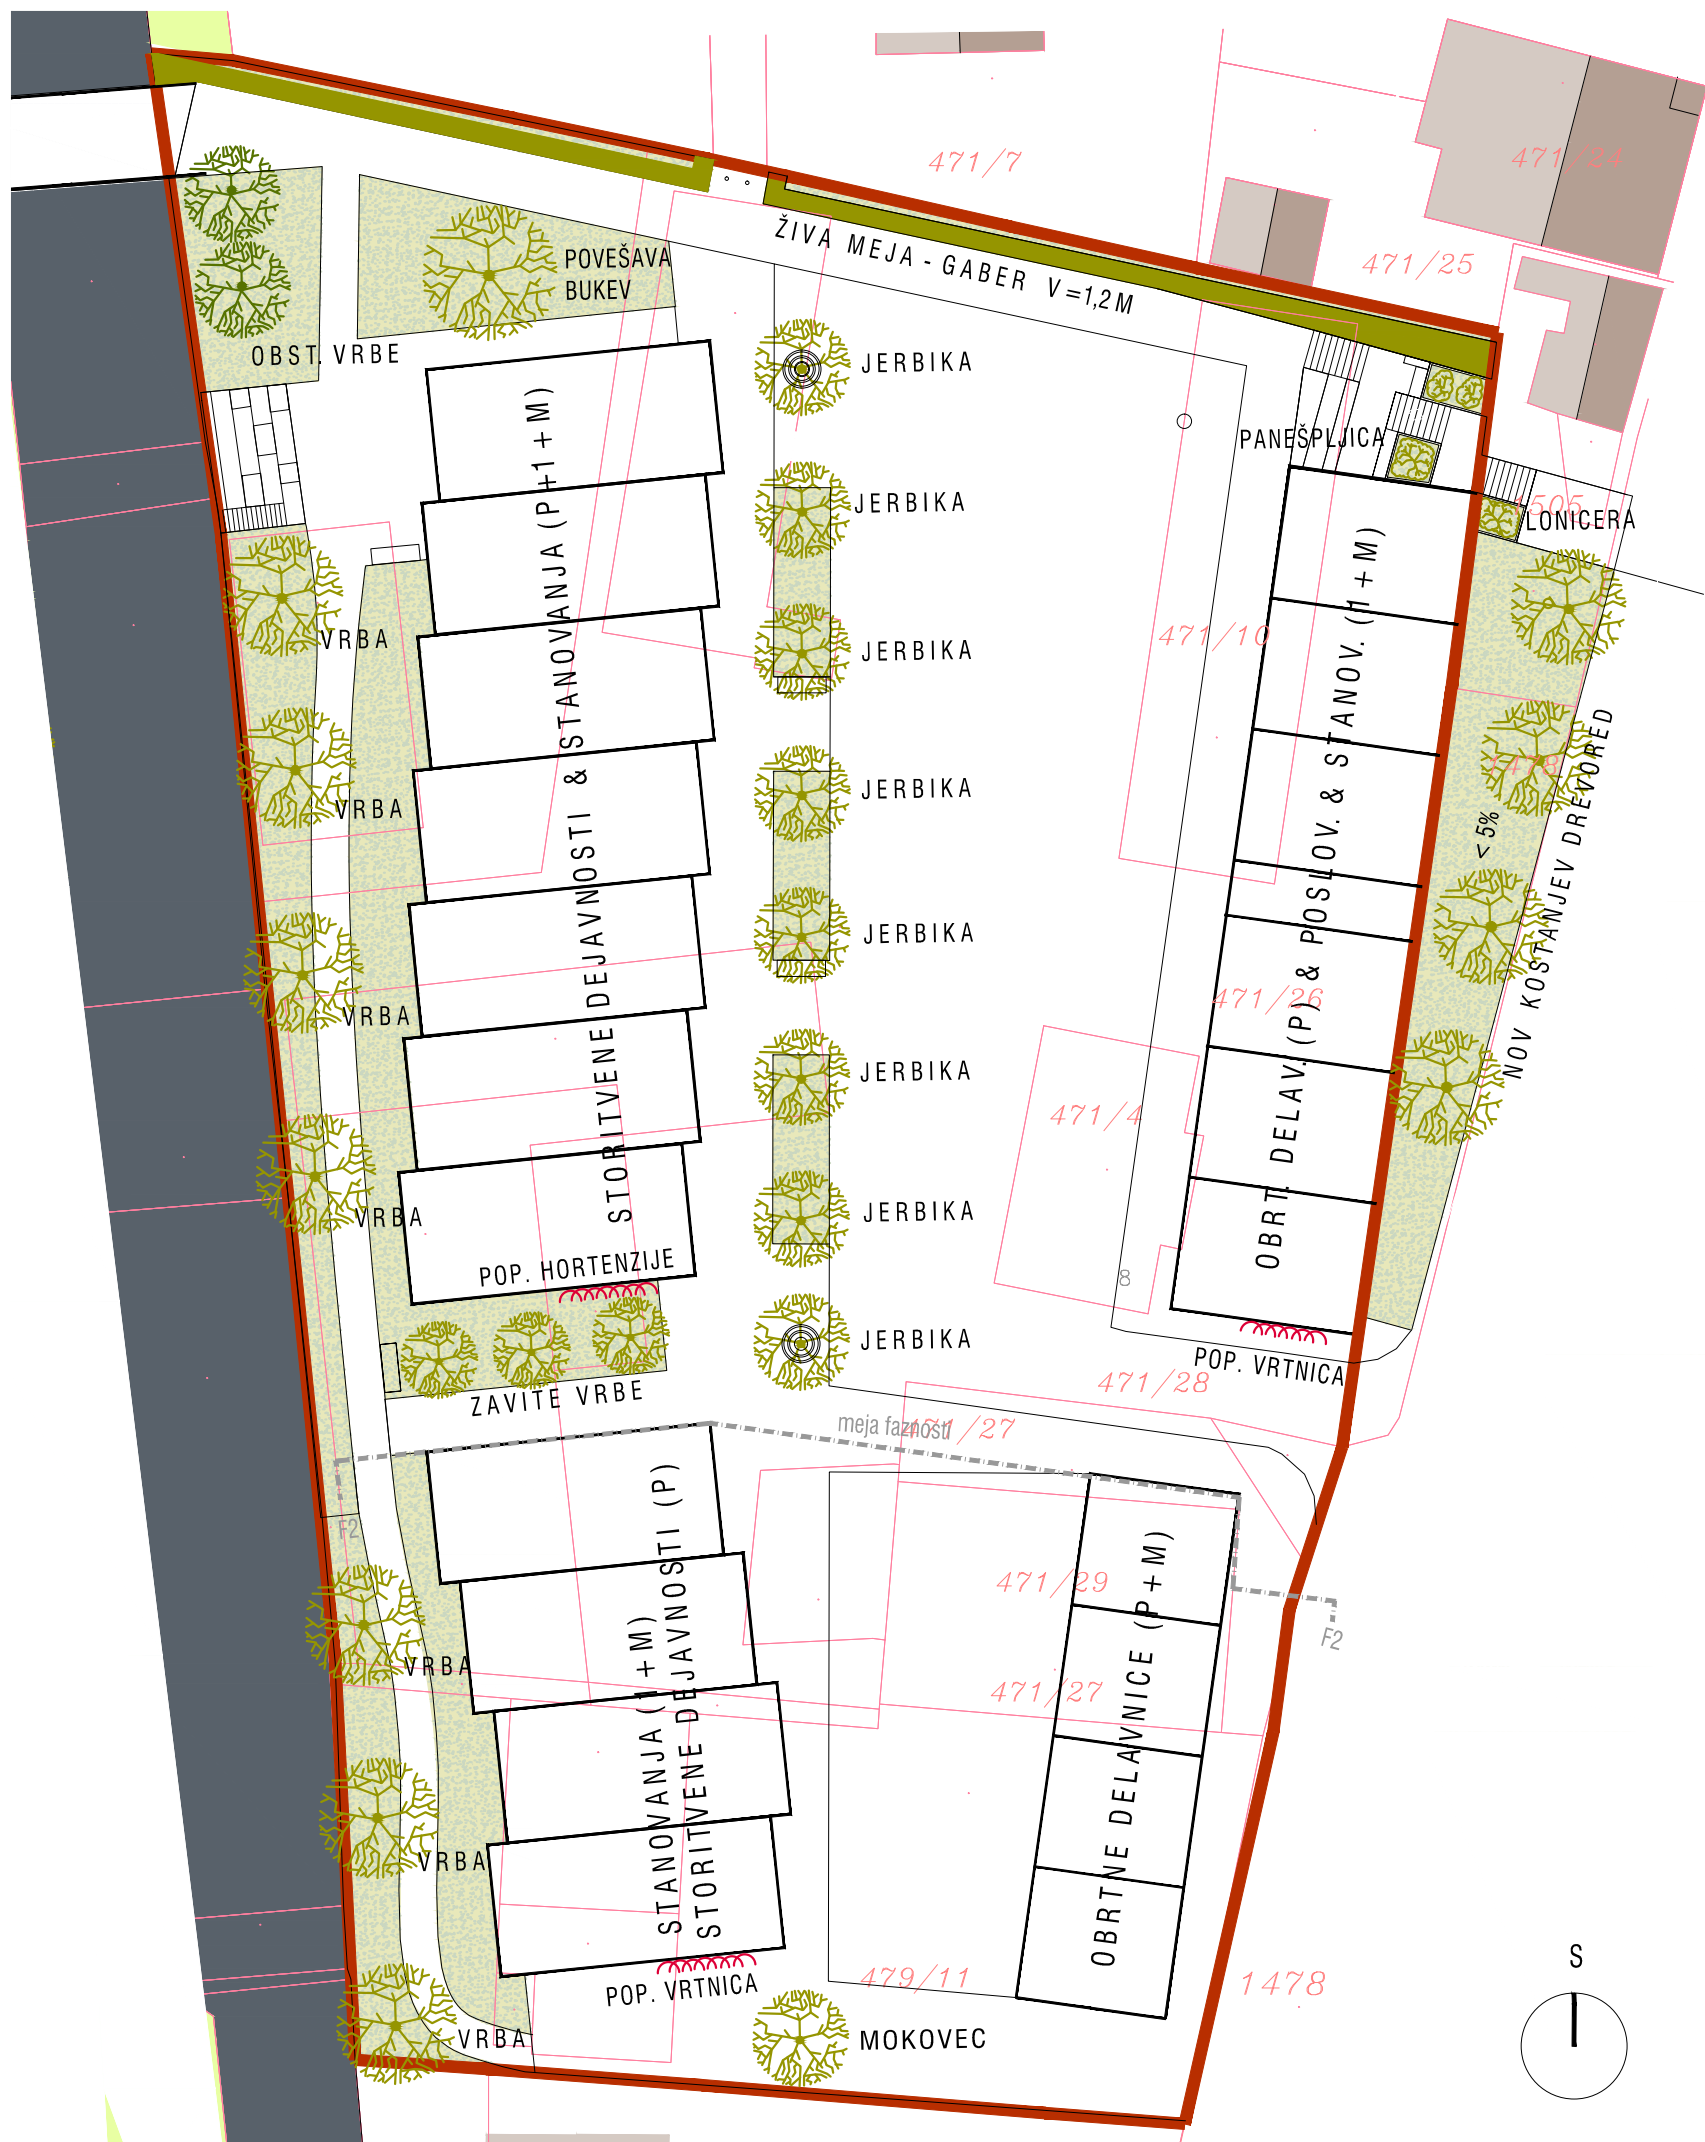 471/7
471/24
471/25
ŽIVA MEJA - GABER V=1,2M
POVEŠAVA
BUKEV
OBST. VRBE
JERBIKA
PANEŠPLJICA
JERBIKA
1505
LONICERA
VRBA
JERBIKA
471/10
STORITVENE DEJAVNOSTI & STANOVANJA (P+1+M)
OBRT. DELAV. (P) & POSLOV. & STANOV. (1+M)
1478
< 5%
NOV KOSTANJEV DREVORED
VRBA
JERBIKA
JERBIKA
VRBA
471/26
JERBIKA
471/4
VRBA
JERBIKA
POP. HORTENZIJE
8
JERBIKA
POP. VRTNICA
471/28
ZAVITE VRBE
meja faznosti
471/27
F2
471/29
F2
STANOVANJA (1+M)
STORITVENE DEJAVNOSTI (P)
OBRTNE DELAVNICE (P+M)
VRBA
471/27
VRBA
479/11
1478
POP. VRTNICA
VRBA
MOKOVEC
S